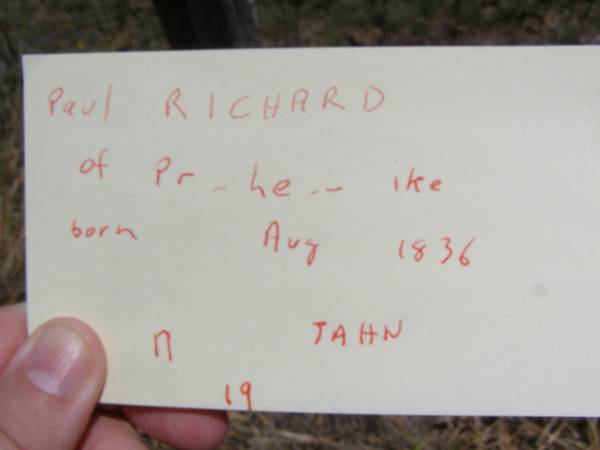 Paul RICHARD
of Pr - he -- ike
born Aug 1836
n JAHN
19